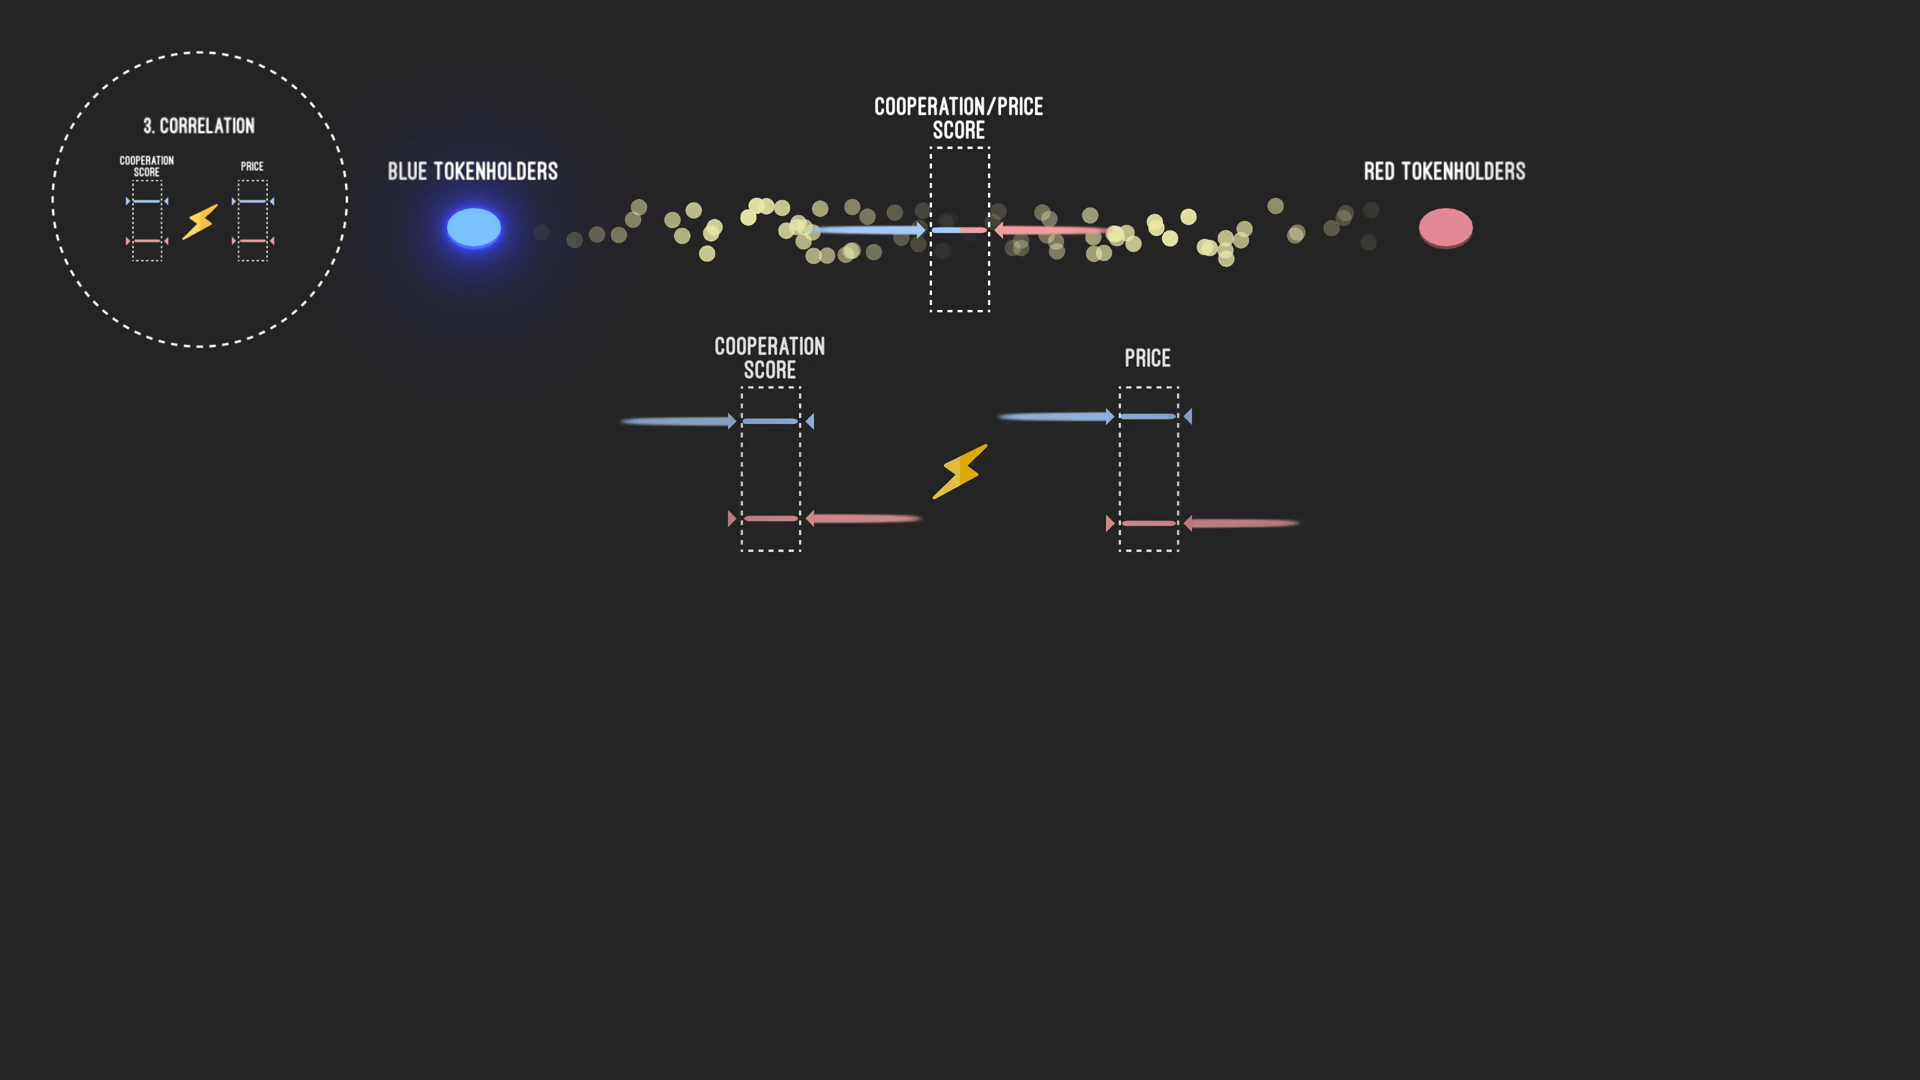 3. CORRELATION
COOPERATION
SCORE
PRICE
BLUE TOKENHOLDERS
COOPERATION/PRICE
SCORE
RED TOKENHOLDERS
COOPERATION
SCORE
PRICE